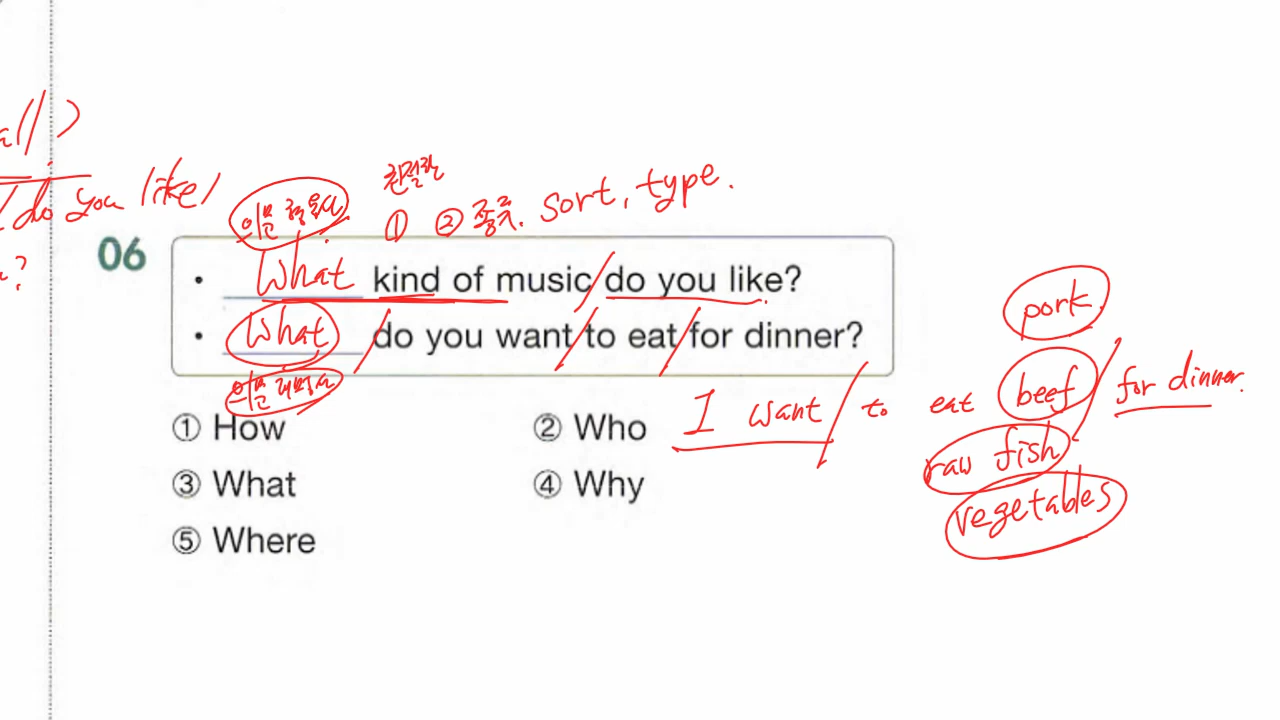 do you like
친절한
의문 형용사
① ② 종류. sort, type.
06
• What kind of music / do you like?
• What / do you want / to eat / for dinner?
의문 대명사
pork.
I want / to eat beef / for dinner.
raw fish
vegetables
① How ② Who
③ What ④ Why
⑤ Where